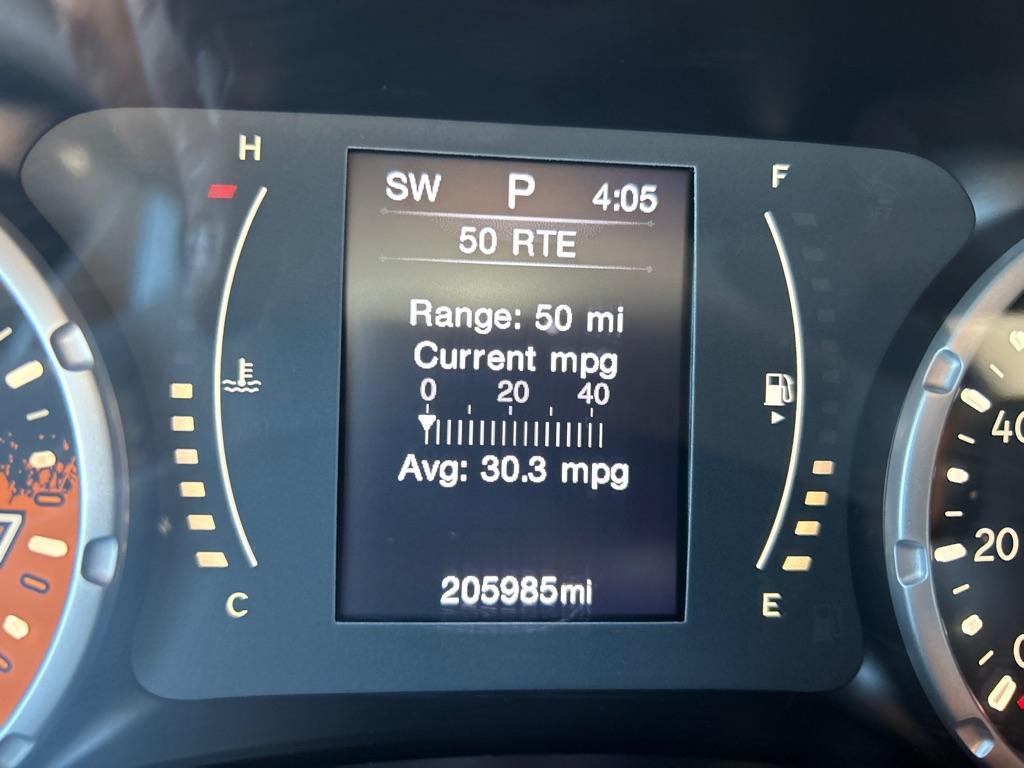 H
F
SW P 4:05
50 RTE
Range: 50 mi
Current mpg
0 20 40
Avg: 30.3 mpg
205985mi
C
E
20